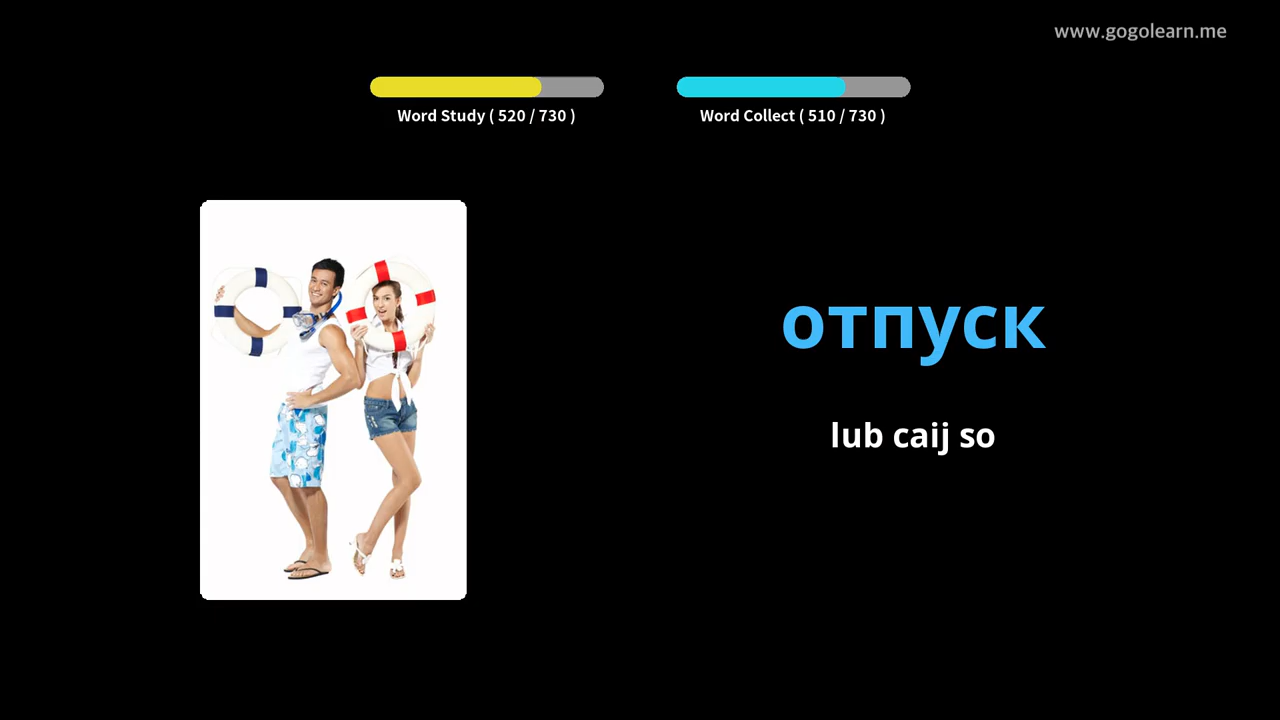 www.gogolearn.me
Word Study ( 520 / 730 )
Word Collect ( 510 / 730 )
отпуск
lub caij so